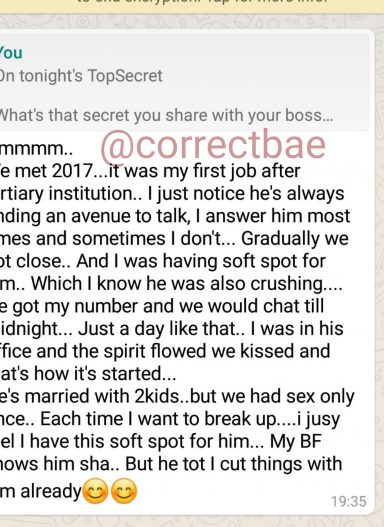 to end encryption. Tap for more info.
You
On tonight's TopSecret
What's that secret you share with your boss...
mmmm..
@correctbae
e met 2017...it was my first job after
rtiary institution.. I just notice he's always
nding an avenue to talk, I answer him most
mes and sometimes I don't... Gradually we
ot close.. And I was having soft spot for
m.. Which I know he was also crushing....
e got my number and we would chat till
idnight... Just a day like that.. I was in his
ffice and the spirit flowed we kissed and
at's how it's started...
e's married with 2kids..but we had sex only
nce.. Each time I want to break up....i jusy
el I have this soft spot for him... My BF
nows him sha.. But he tot I cut things with
m already😊😊
19:35